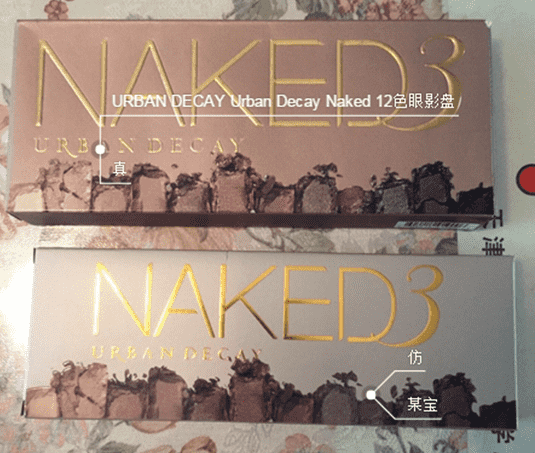 NAKED3
URBAN DECAY Urban Decay Naked 12色眼影盘
URBAN DECAY
真
NAKED3
URBAN DECAY
仿
某宝